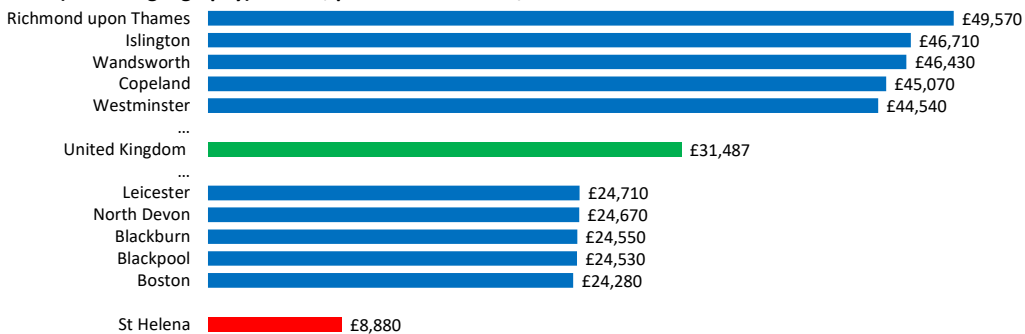 Richmond upon Thames £49,570
Islington £46,710
Wandsworth £46,430
Copeland £45,070
Westminster £44,540
...
United Kingdom £31,487
...
Leicester £24,710
North Devon £24,670
Blackburn £24,550
Blackpool £24,530
Boston £24,280
St Helena £8,880